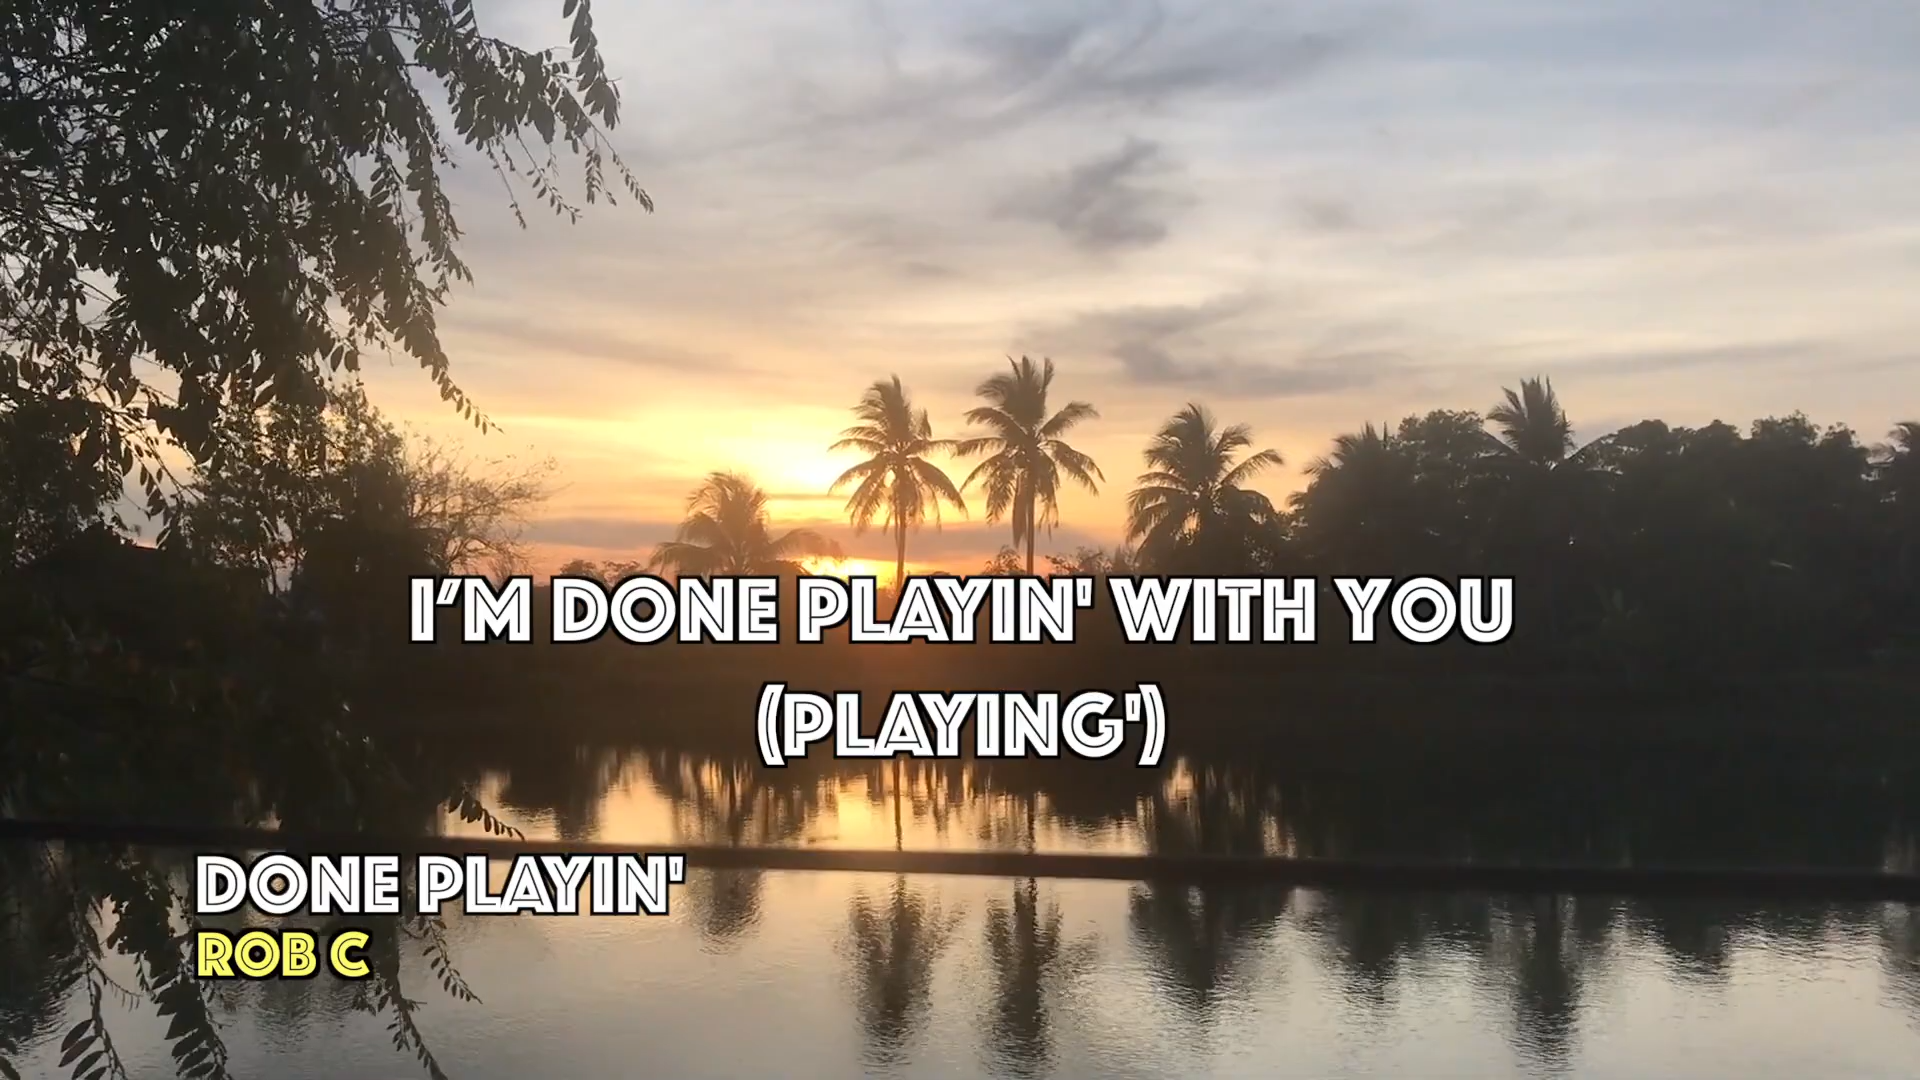 I’M DONE PLAYIN' WITH YOU
(PLAYING')
DONE PLAYIN'
ROB C